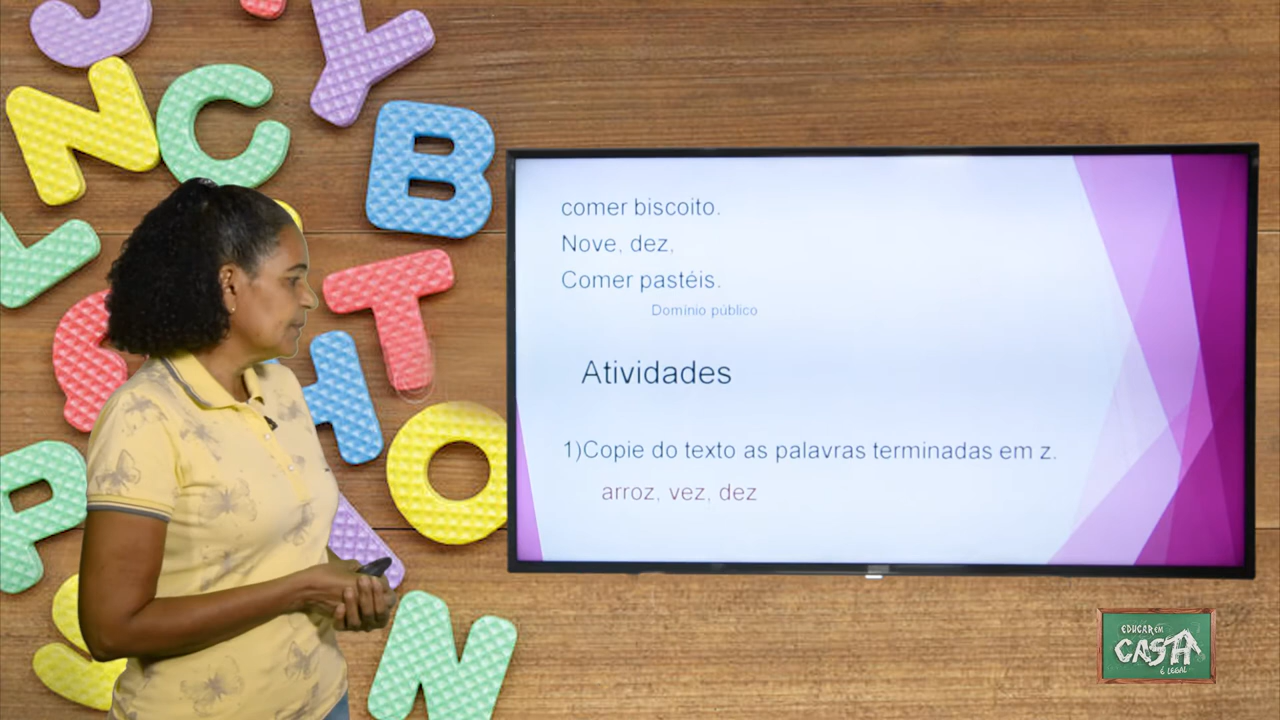 comer biscoito.
Nove, dez,
Comer pastéis.
Domínio público
Atividades
1)Copie do texto as palavras terminadas em z.
arroz, vez, dez
EDUCAR EM
CASA
É LEGAL